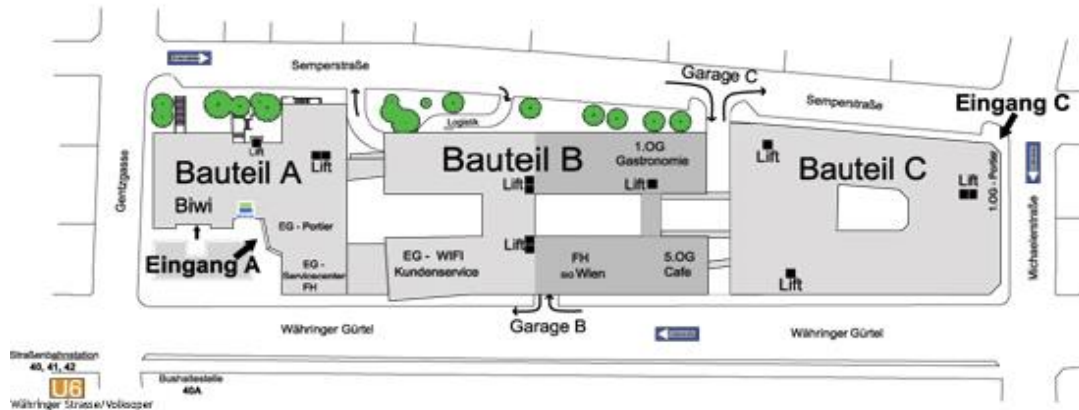 Garage C
Semperstraße
Semperstraße
Eingang C
Logistik
1.OG
Gastronomie
Bauteil A
Bauteil B
Bauteil C
Lift
Lift
Lift
Lift
Lift
Lift
1.OG - Portier
Gentzgasse
Michaelerstraße
Biwi
EG - Portier
Eingang A
EG -
Servicecenter
FH
Lift
EG - WIFI
Kundenservice
FH
Wien
5.OG
Cafe
Lift
Garage B
Währinger Gürtel
Währinger Gürtel
Straßenbahnstation
40, 41, 42
U6
Währinger Strasse/Volksoper
Bushaltestelle
40A